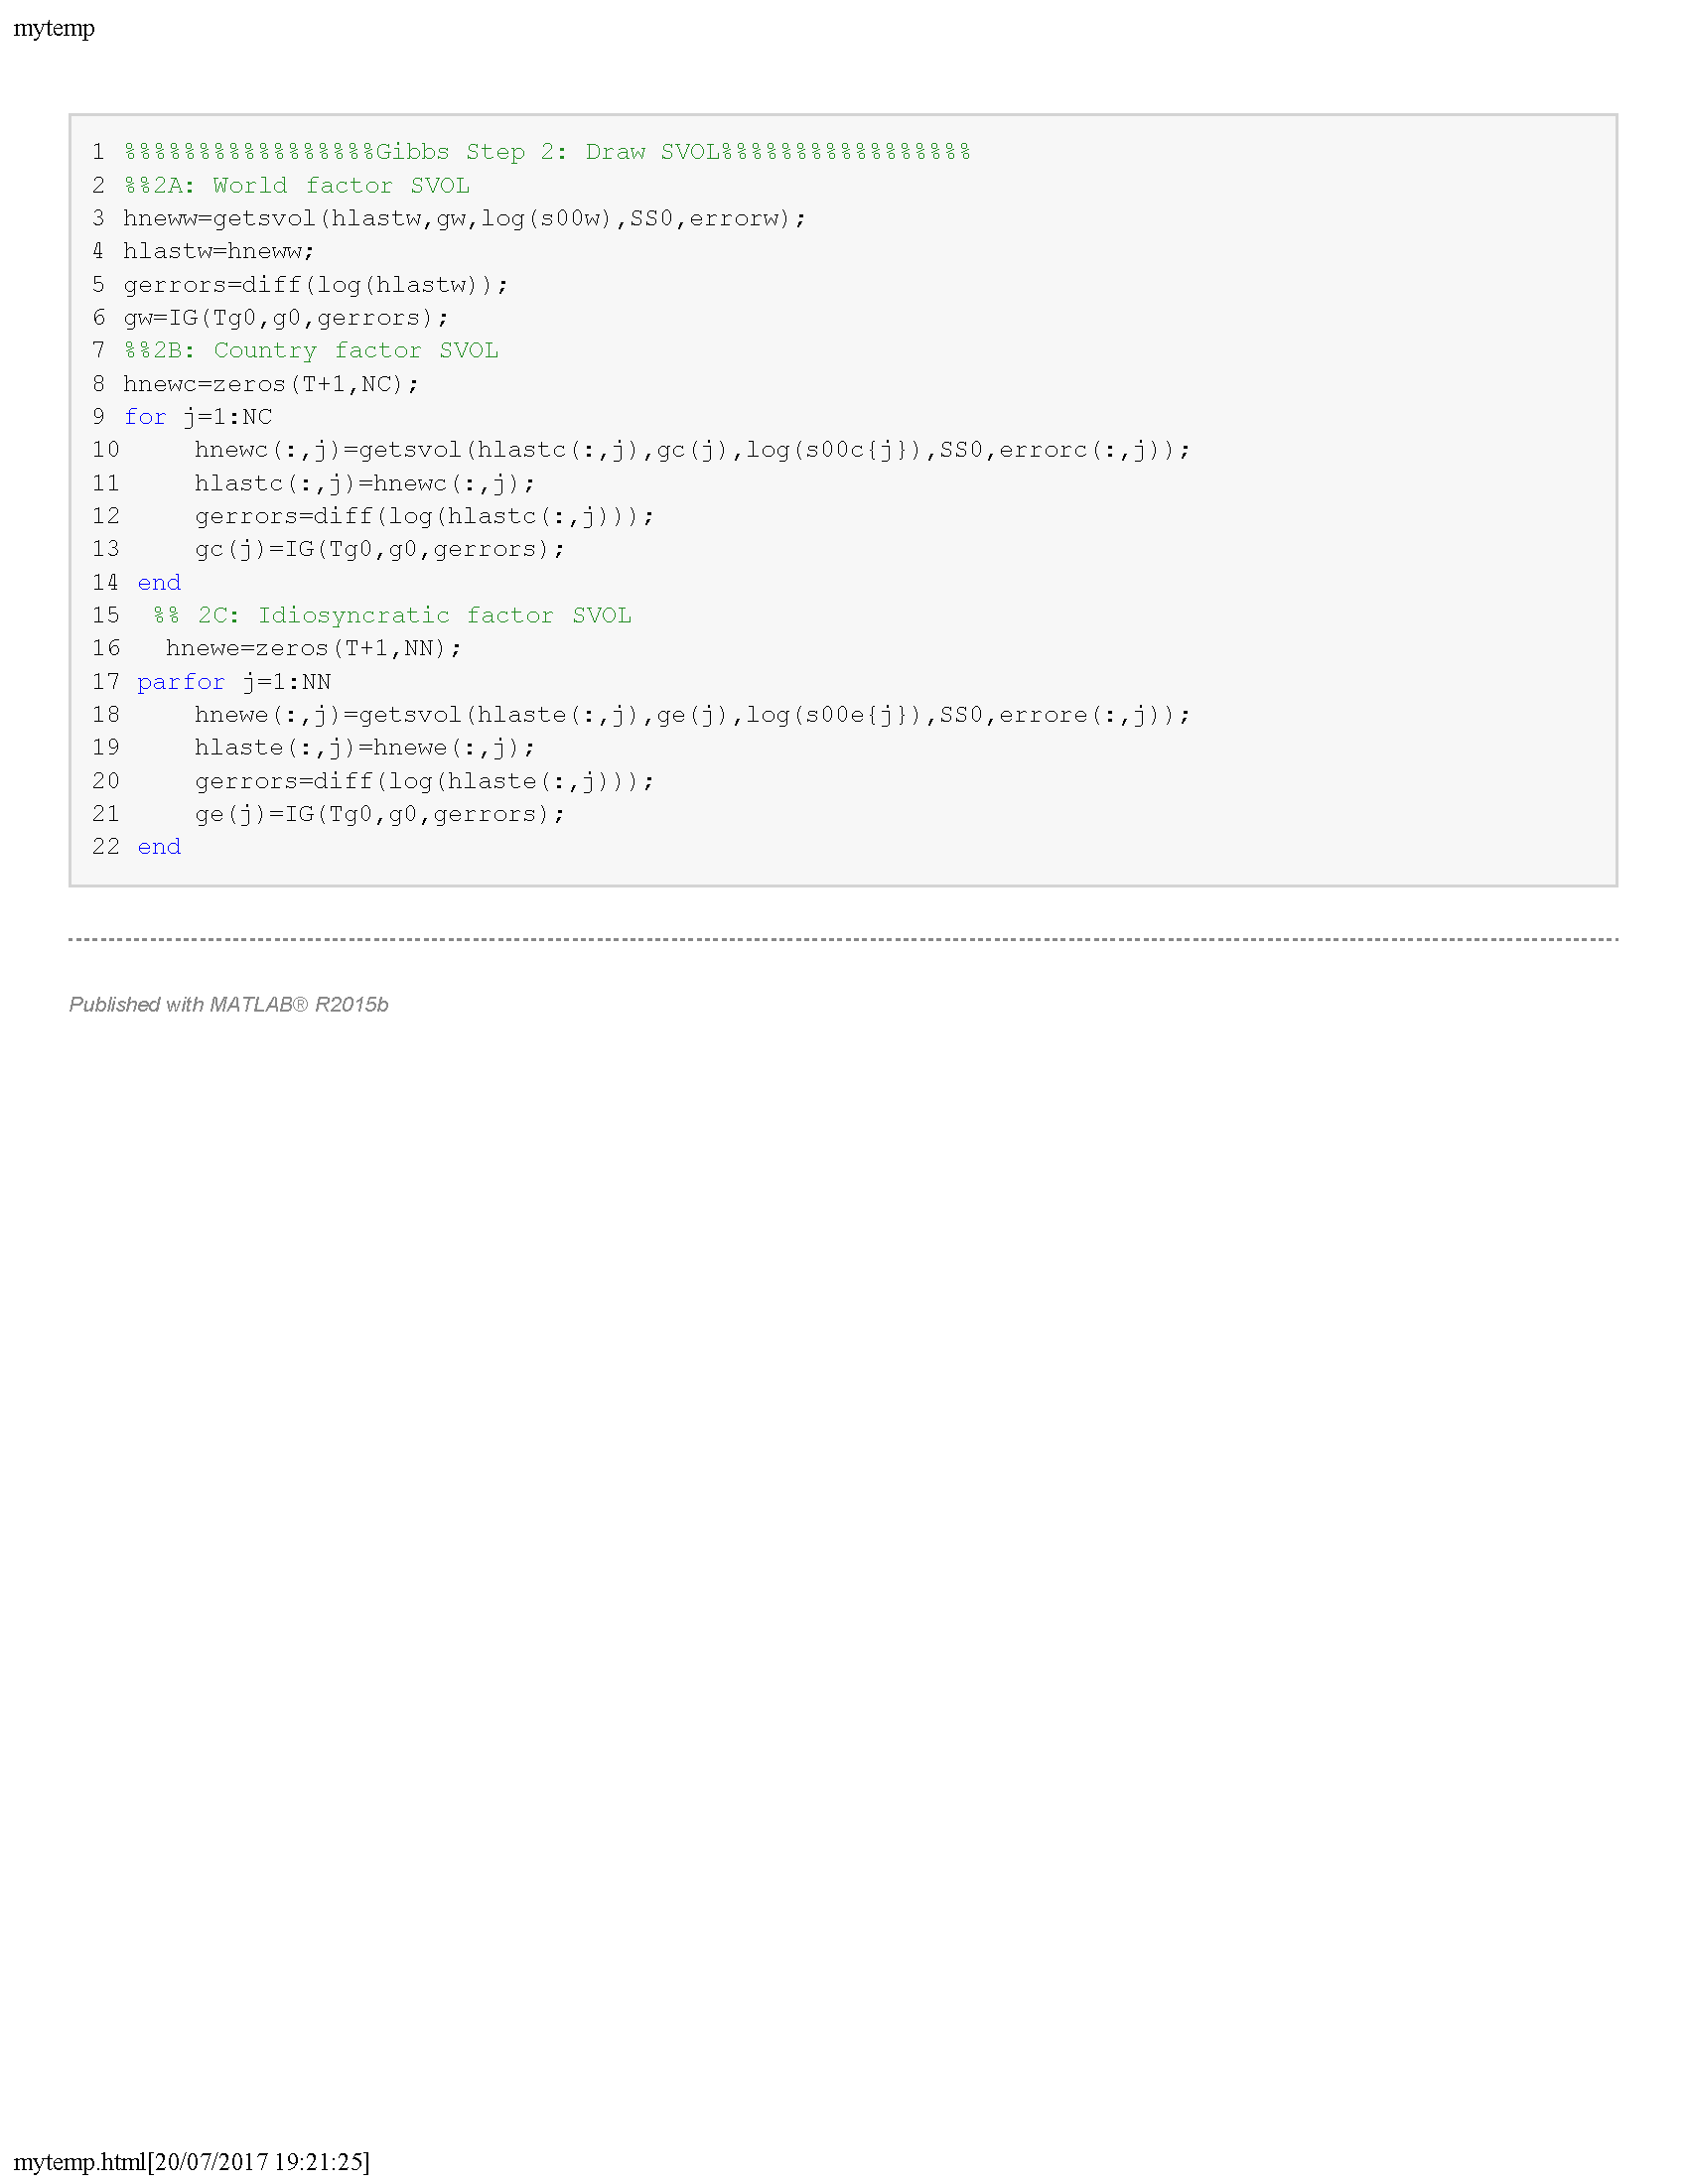 mytemp
1 %%%%%%%%%%%%%%%%%Gibbs Step 2: Draw SVOL%%%%%%%%%%%%%%%%%
2 %%2A: World factor SVOL
3 hneww=getsvol(hlastw,gw,log(s00w),SS0,errorw);
4 hlastw=hneww;
5 gerrors=diff(log(hlastw));
6 gw=IG(Tg0,g0,gerrors);
7 %%2B: Country factor SVOL
8 hnewc=zeros(T+1,NC);
9 for j=1:NC
10     hnewc(:,j)=getsvol(hlastc(:,j),gc(j),log(s00c{j}),SS0,errorc(:,j));
11     hlastc(:,j)=hnewc(:,j);
12     gerrors=diff(log(hlastc(:,j)));
13     gc(j)=IG(Tg0,g0,gerrors);
14 end
15  %% 2C: Idiosyncratic factor SVOL
16   hnewe=zeros(T+1,NN);
17 parfor j=1:NN
18     hnewe(:,j)=getsvol(hlaste(:,j),ge(j),log(s00e{j}),SS0,errore(:,j));
19     hlaste(:,j)=hnewe(:,j);
20     gerrors=diff(log(hlaste(:,j)));
21     ge(j)=IG(Tg0,g0,gerrors);
22 end
Published with MATLAB® R2015b
mytemp.html[20/07/2017 19:21:25]